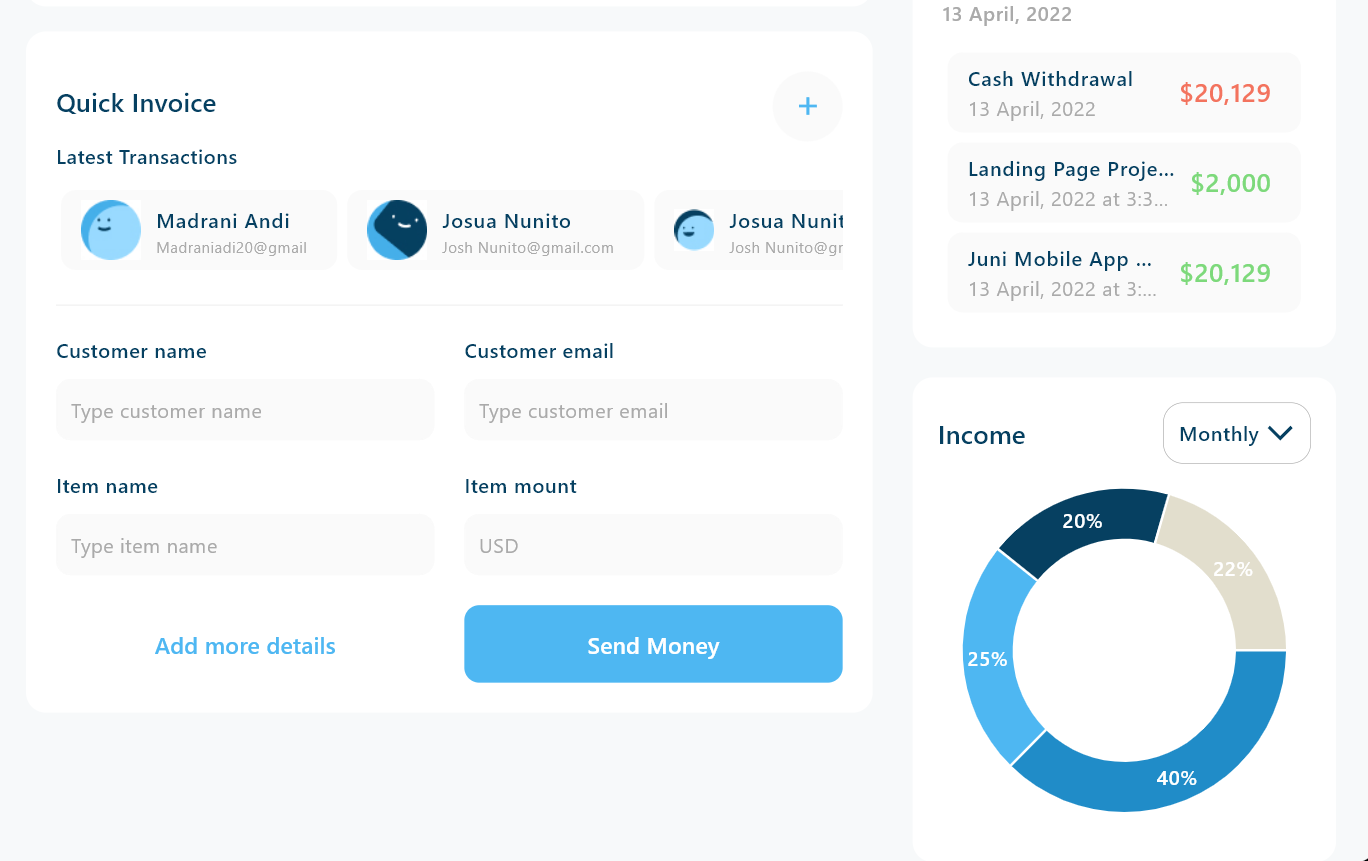 Quick Invoice
+
Latest Transactions
Madrani Andi
Madraniadi20@gmail
Josua Nunito
Josh Nunito@gmail.com
Josua Nunit
Josh Nunito@gr
Customer name
Customer email
Type customer name
Type customer email
Item name
Item mount
Type item name
USD
Add more details
Send Money
13 April, 2022
Cash Withdrawal
13 April, 2022
$20,129
Landing Page Proje...
13 April, 2022 at 3:3...
$2,000
Juni Mobile App ...
13 April, 2022 at 3:...
$20,129
Income
Monthly
20%
22%
25%
40%